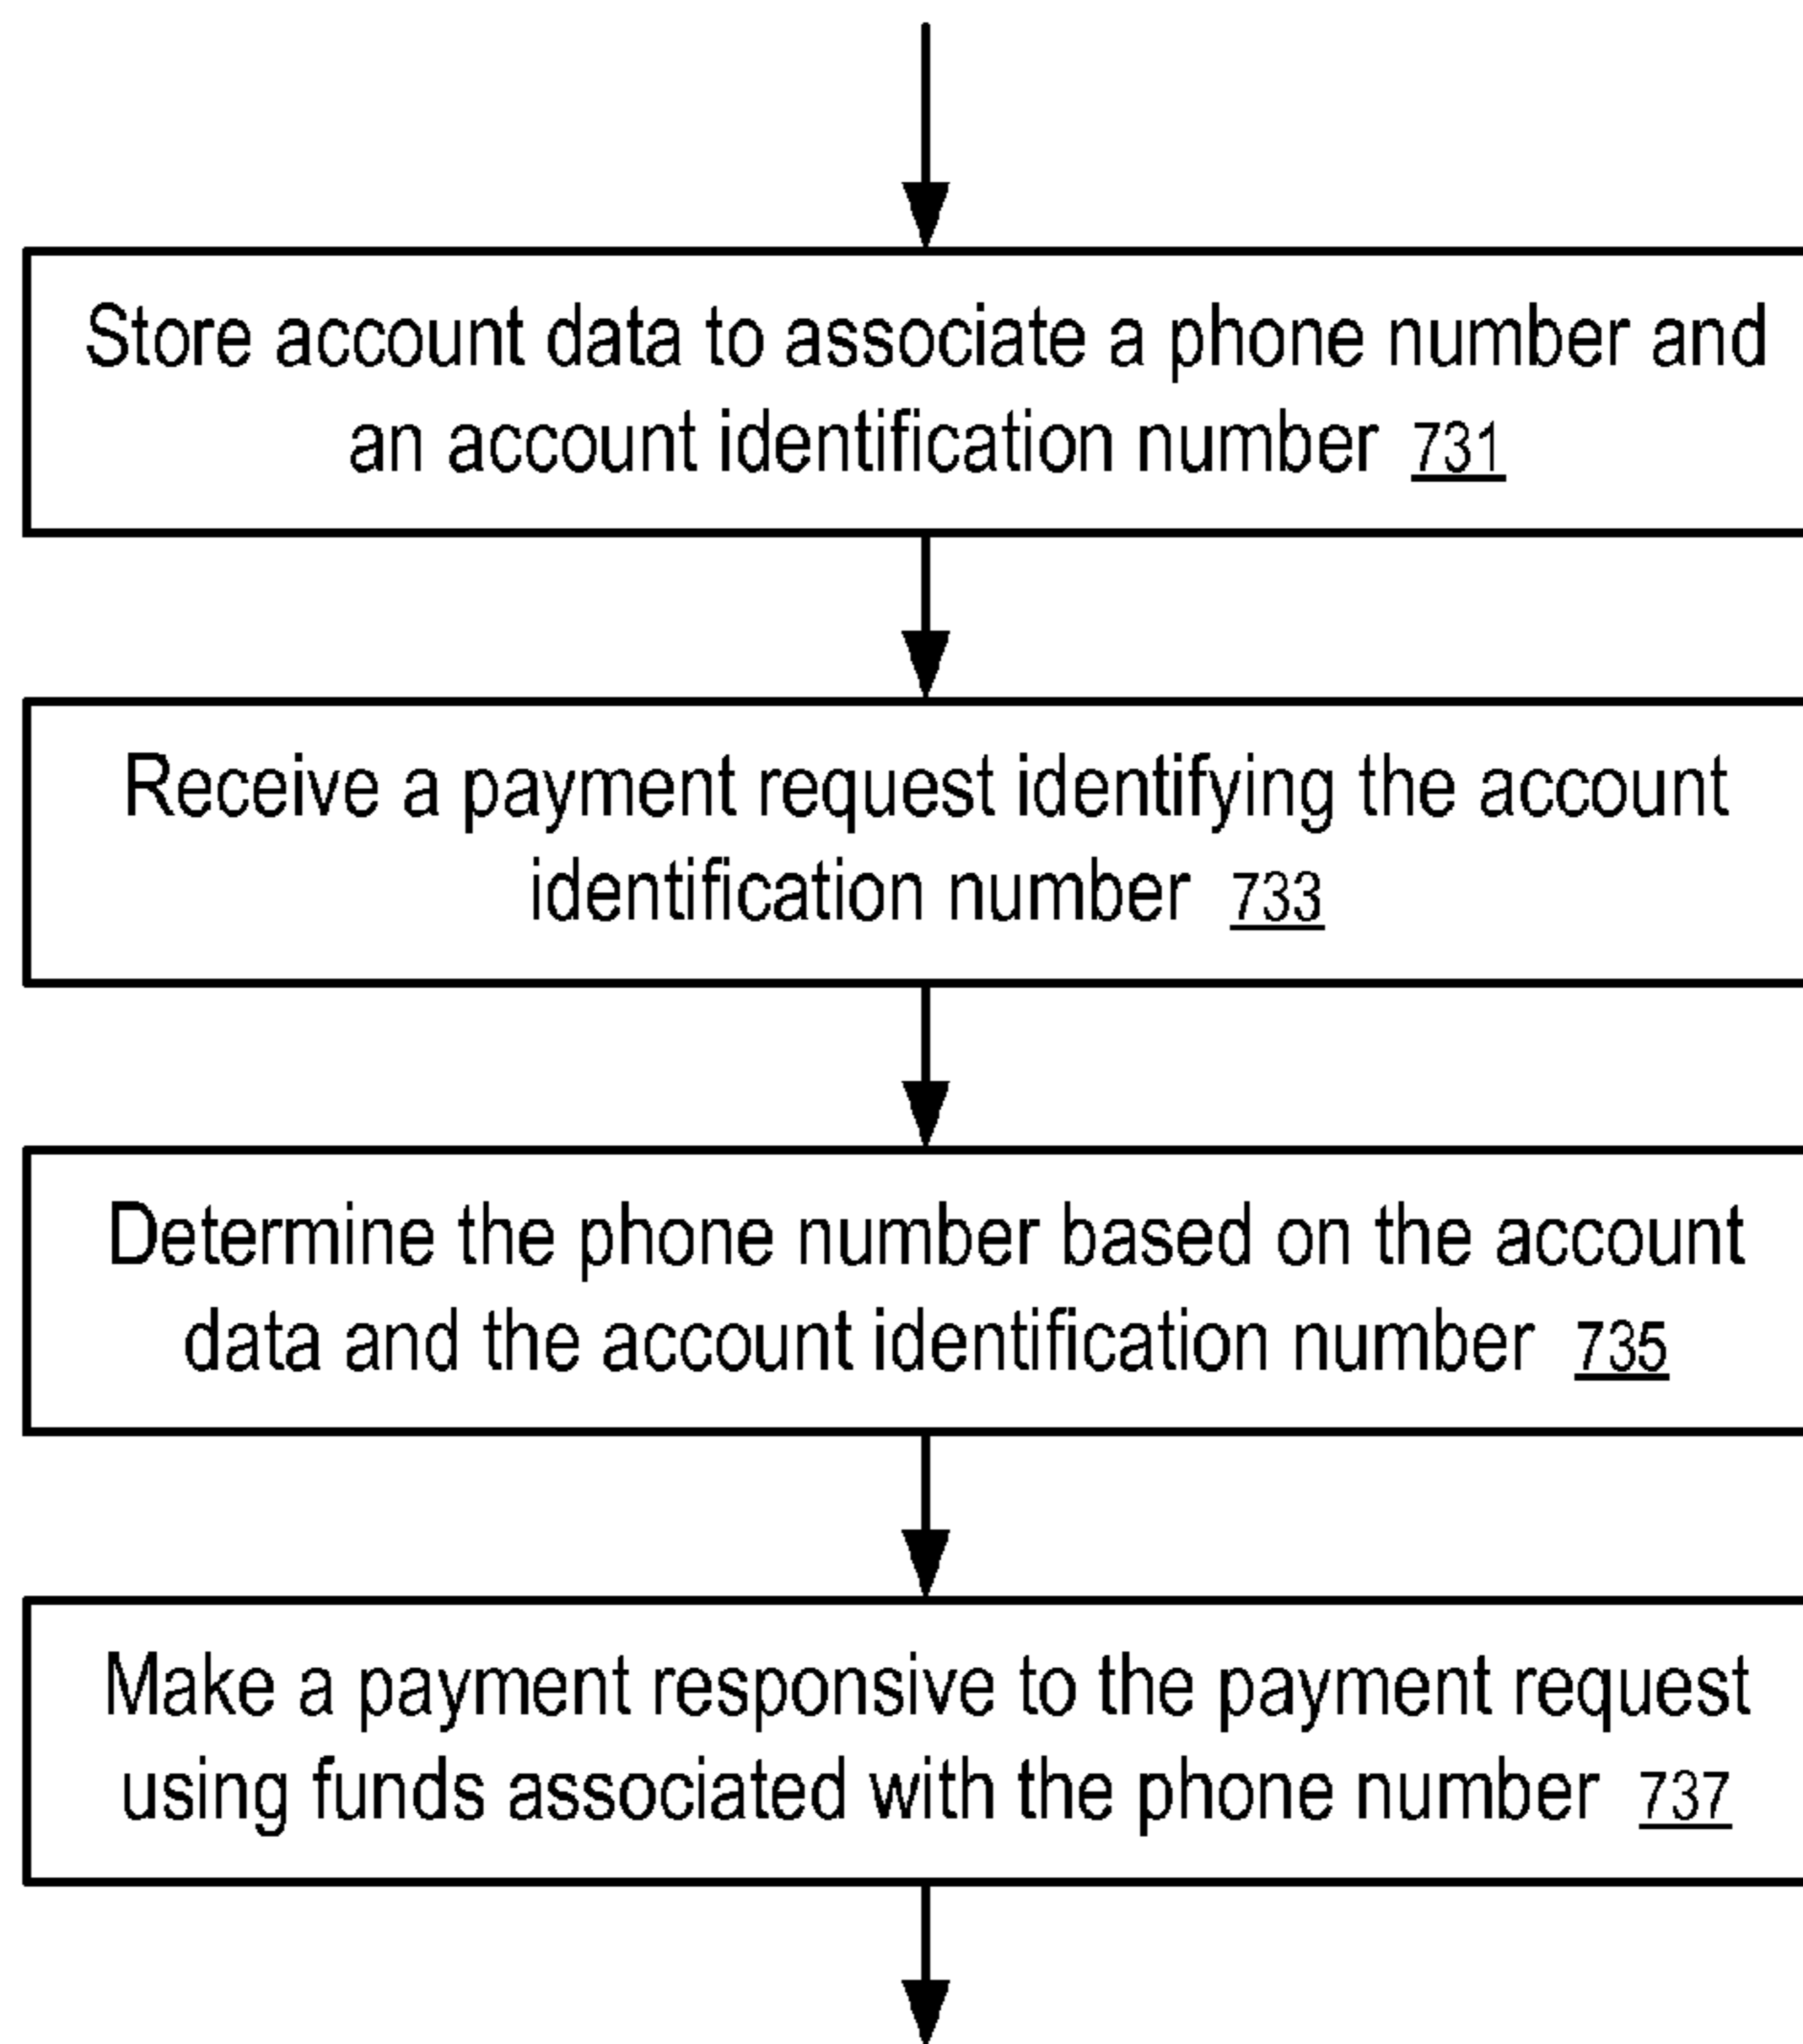 Store account data to associate a phone number and
an account identification number 731
Receive a payment request identifying the account
identification number 733
Determine the phone number based on the account
data and the account identification number 735
Make a payment responsive to the payment request
using funds associated with the phone number 737